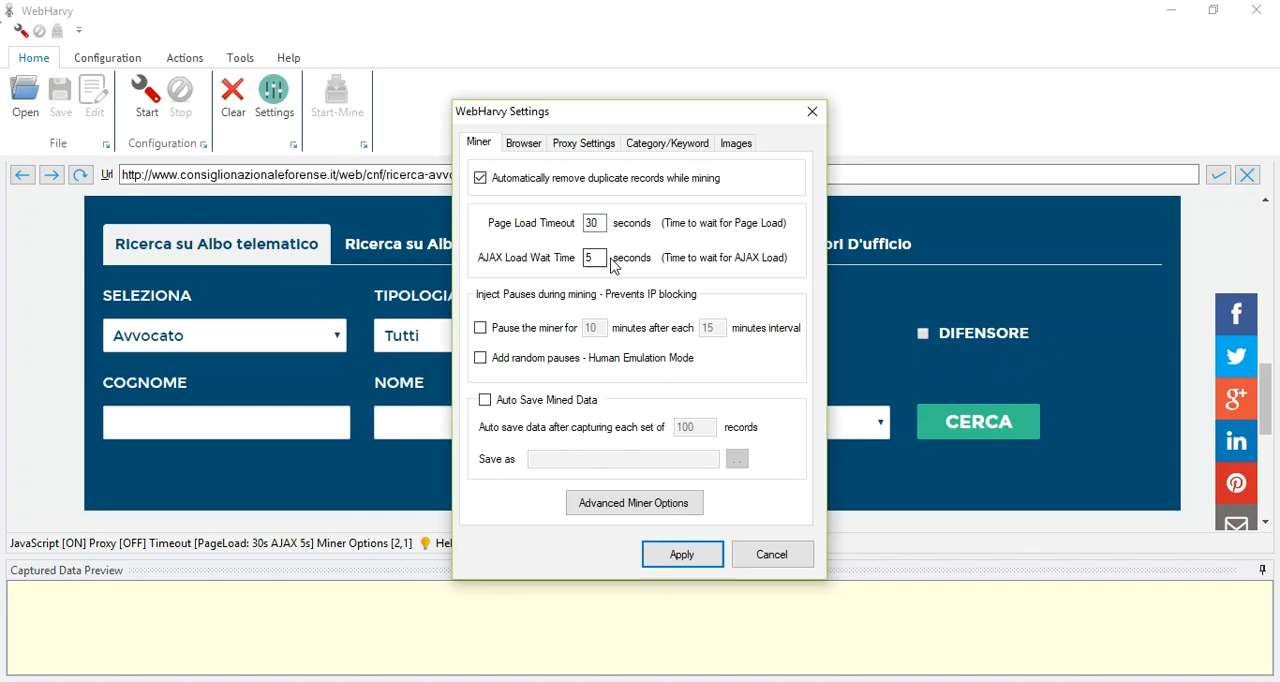 WebHarvy
Home Configuration Actions Tools Help
Open Save Edit Start Stop Clear Settings Start-Mine
File Configuration
Url http://www.consiglionazionaleforense.it/web/cnf/ricerca-avvo
Ricerca su Albo telematico Ricerca su Alb ori D'ufficio
SELEZIONA TIPOLOGIA
Avvocato Tutti DIFENSORE
COGNOME NOME
CERCA
WebHarvy Settings
Miner Browser Proxy Settings Category/Keyword Images
Automatically remove duplicate records while mining
Page Load Timeout 30 seconds (Time to wait for Page Load)
AJAX Load Wait Time 5 seconds (Time to wait for AJAX Load)
Inject Pauses during mining - Prevents IP blocking
Pause the miner for 10 minutes after each 15 minutes interval
Add random pauses - Human Emulation Mode
Auto Save Mined Data
Auto save data after capturing each set of 100 records
Save as ..
Advanced Miner Options
Apply Cancel
JavaScript [ON] Proxy [OFF] Timeout [PageLoad: 30s AJAX 5s] Miner Options [2,1] Hel
Captured Data Preview